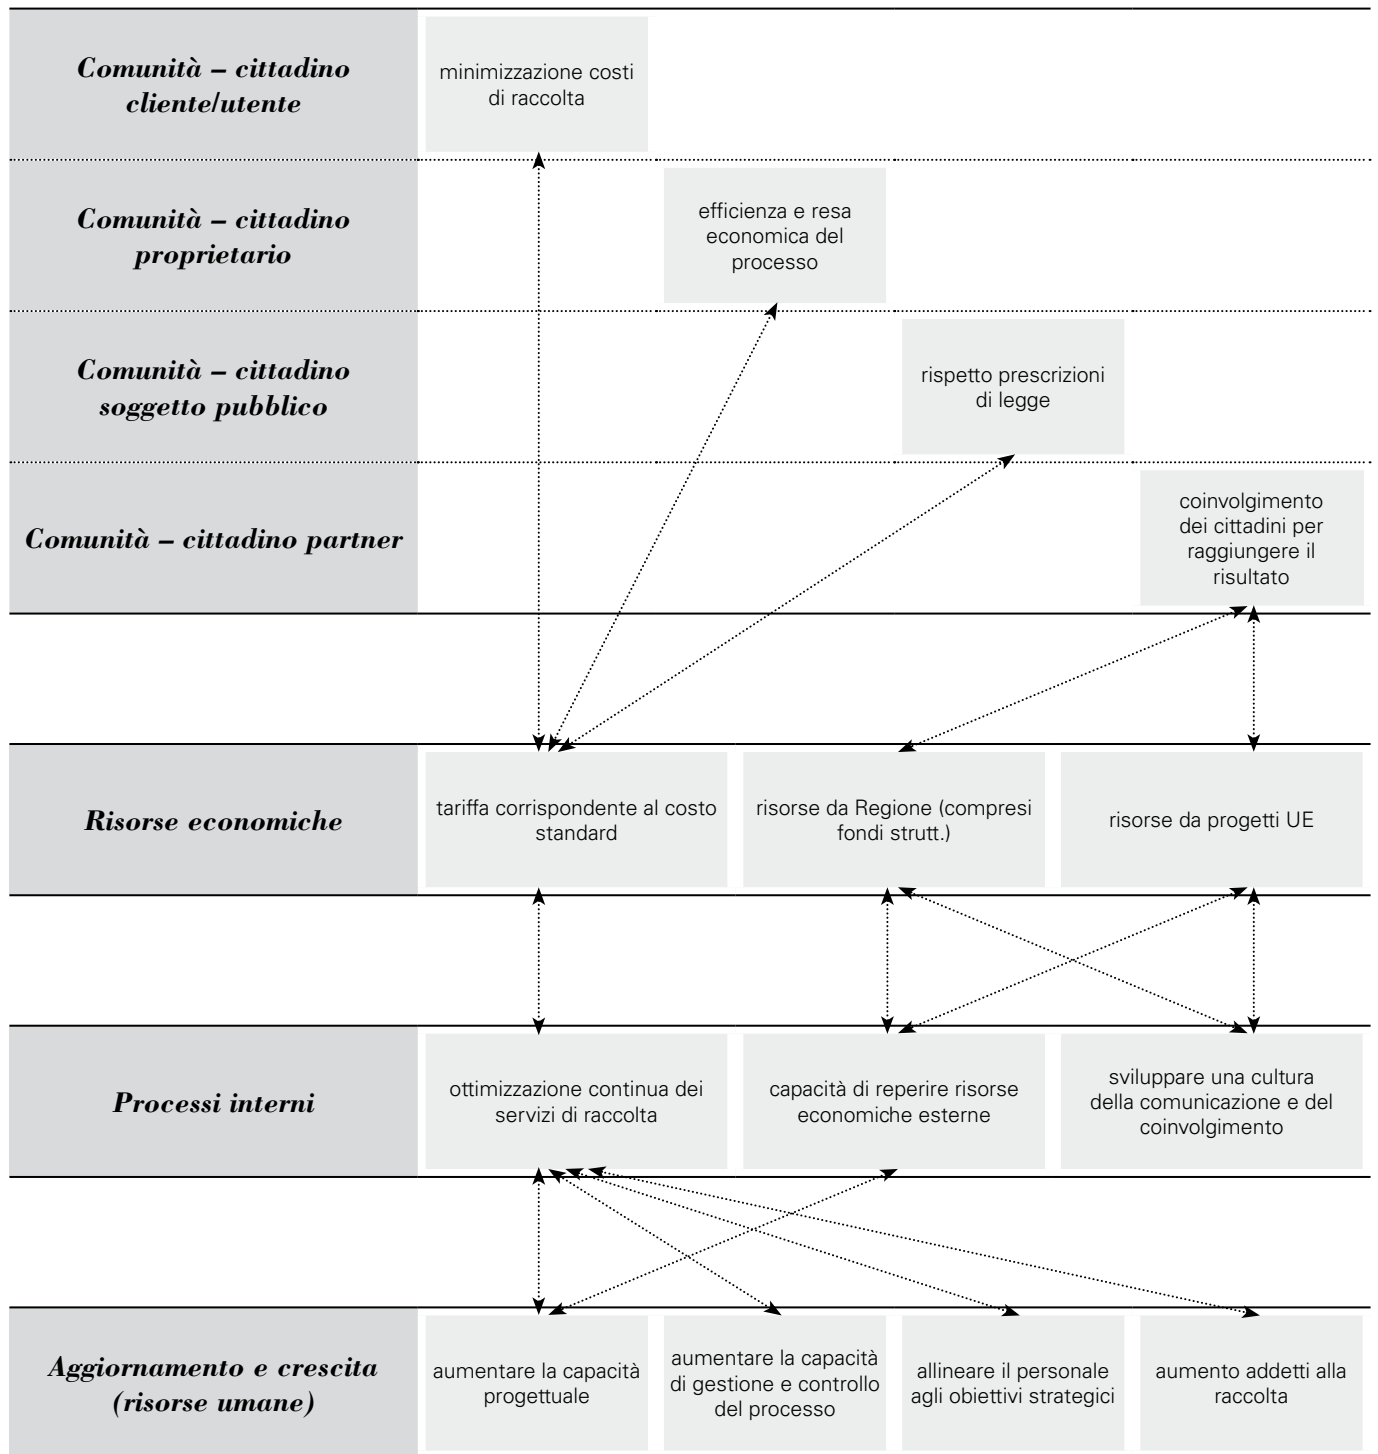 Comunità – cittadino
cliente/utente
minimizzazione costi
di raccolta
Comunità – cittadino
proprietario
efficienza e resa
economica del
processo
Comunità – cittadino
soggetto pubblico
rispetto prescrizioni
di legge
Comunità – cittadino partner
coinvolgimento
dei cittadini per
raggiungere il
risultato
Risorse economiche
tariffa corrispondente al costo
standard
risorse da Regione (compresi
fondi strutt.)
risorse da progetti UE
Processi interni
ottimizzazione continua dei
servizi di raccolta
capacità di reperire risorse
economiche esterne
sviluppare una cultura
della comunicazione e del
coinvolgimento
Aggiornamento e crescita
(risorse umane)
aumentare la capacità
progettuale
aumentare la capacità
di gestione e controllo
del processo
allineare il personale
agli obiettivi strategici
aumento addetti alla
raccolta